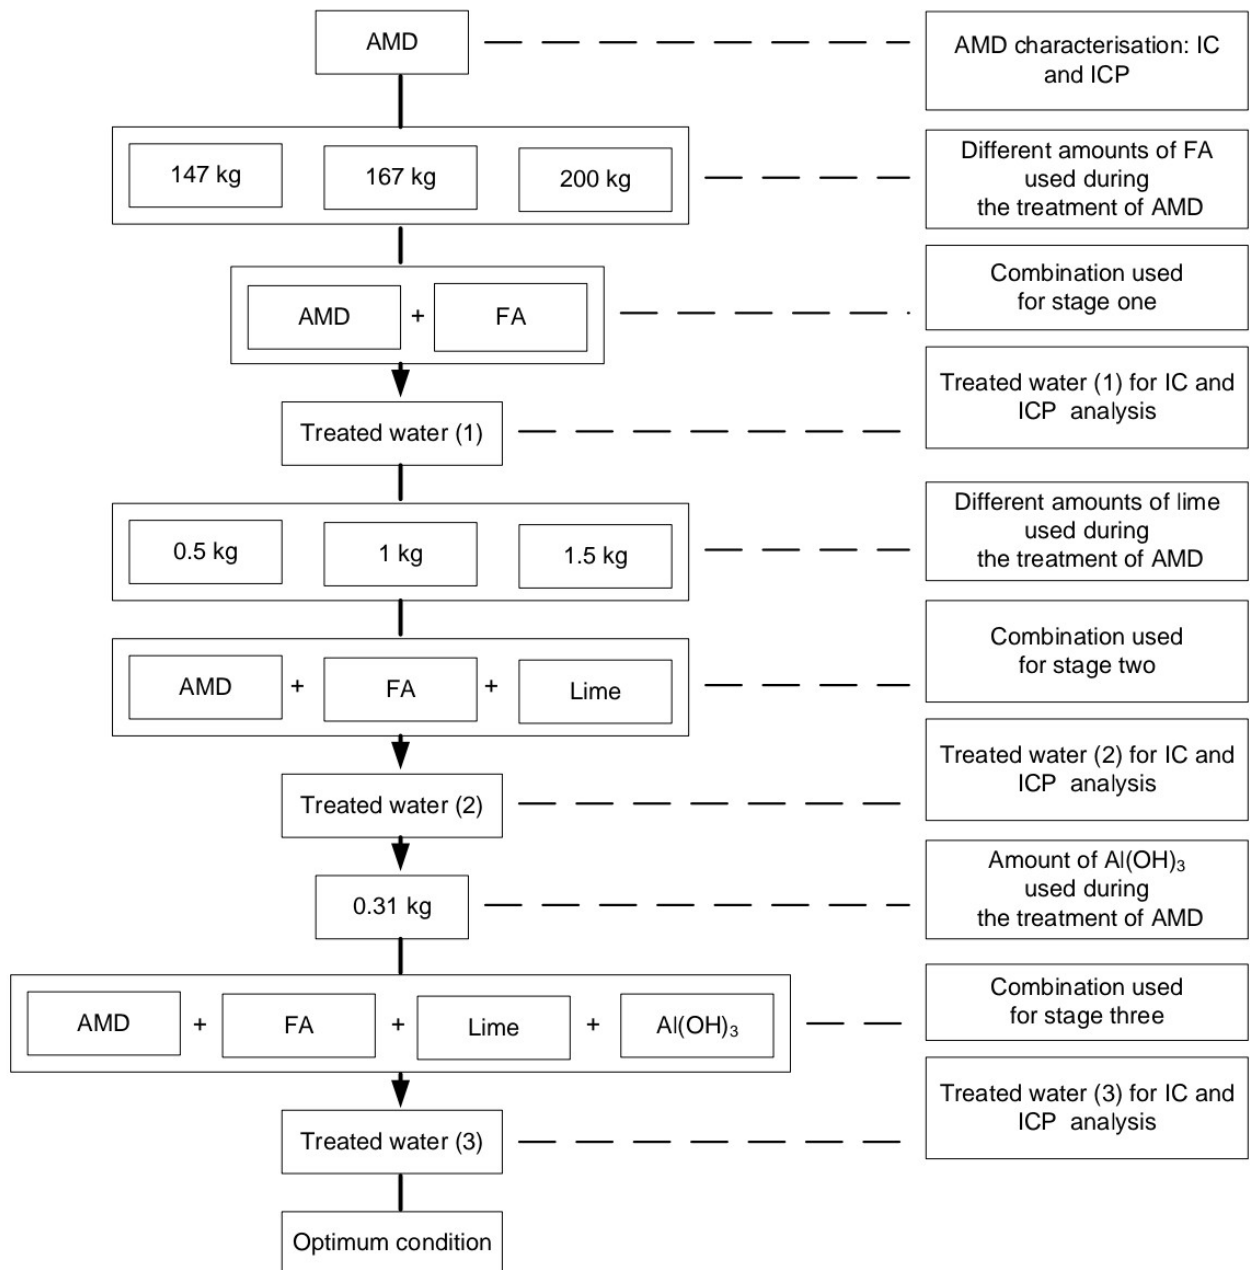 AMD
AMD characterisation: IC
and ICP
147 kg
167 kg
200 kg
Different amounts of FA
used during
the treatment of AMD
AMD + FA
Combination used
for stage one
Treated water (1)
Treated water (1) for IC and
ICP analysis
0.5 kg
1 kg
1.5 kg
Different amounts of lime
used during
the treatment of AMD
AMD + FA + Lime
Combination used
for stage two
Treated water (2)
Treated water (2) for IC and
ICP analysis
0.31 kg
Amount of Al(OH)₃
used during
the treatment of AMD
AMD + FA + Lime + Al(OH)₃
Combination used
for stage three
Treated water (3)
Treated water (3) for IC and
ICP analysis
Optimum condition